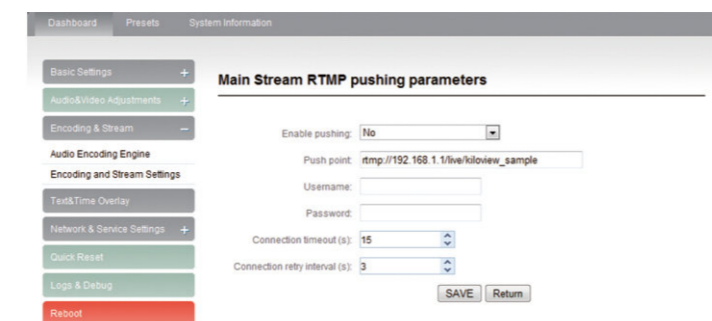 Dashboard Presets System Information
Basic Settings +
Audio&Video Adjustments +
Encoding & Stream –
Audio Encoding Engine
Encoding and Stream Settings
Text&Time Overlay
Network & Service Settings +
Quick Reset
Logs & Debug
Reboot
Main Stream RTMP pushing parameters
Enable pushing: No
Push point: rtmp://192.168.1.1/live/kiloview_sample
Username:
Password:
Connection timeout (s): 15
Connection retry interval (s): 3
SAVE Return